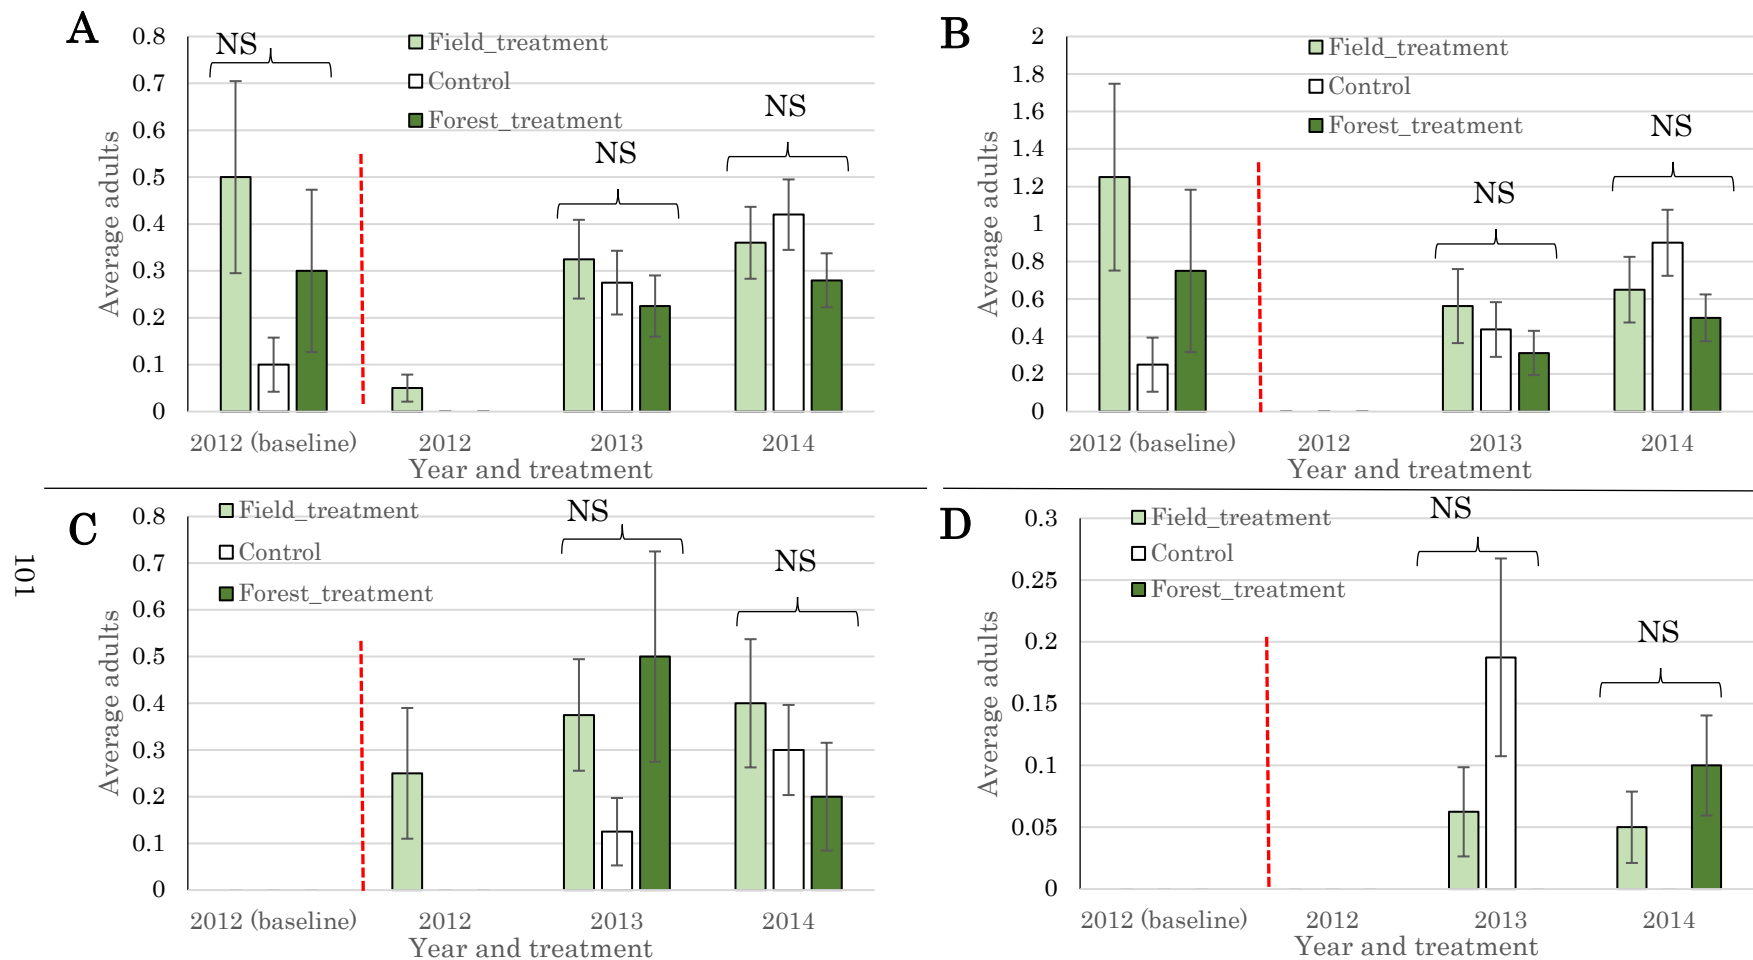 A
0.8
0.7
0.6
0.5
0.4
0.3
0.2
0.1
0
Average adults
NS
Field_treatment
Control
Forest_treatment
NS
NS
2012 (baseline)
2012
2013
2014
Year and treatment
B
2
1.8
1.6
1.4
1.2
1
0.8
0.6
0.4
0.2
0
Average adults
Field_treatment
Control
Forest_treatment
NS
NS
2012 (baseline)
2012
2013
2014
Year and treatment
101
C
0.8
0.7
0.6
0.5
0.4
0.3
0.2
0.1
0
Average adults
Field_treatment
Control
Forest_treatment
NS
NS
2012 (baseline)
2012
2013
2014
Year and treatment
D
0.3
0.25
0.2
0.15
0.1
0.05
0
Average adults
Field_treatment
Control
Forest_treatment
NS
NS
2012 (baseline)
2012
2013
2014
Year and treatment